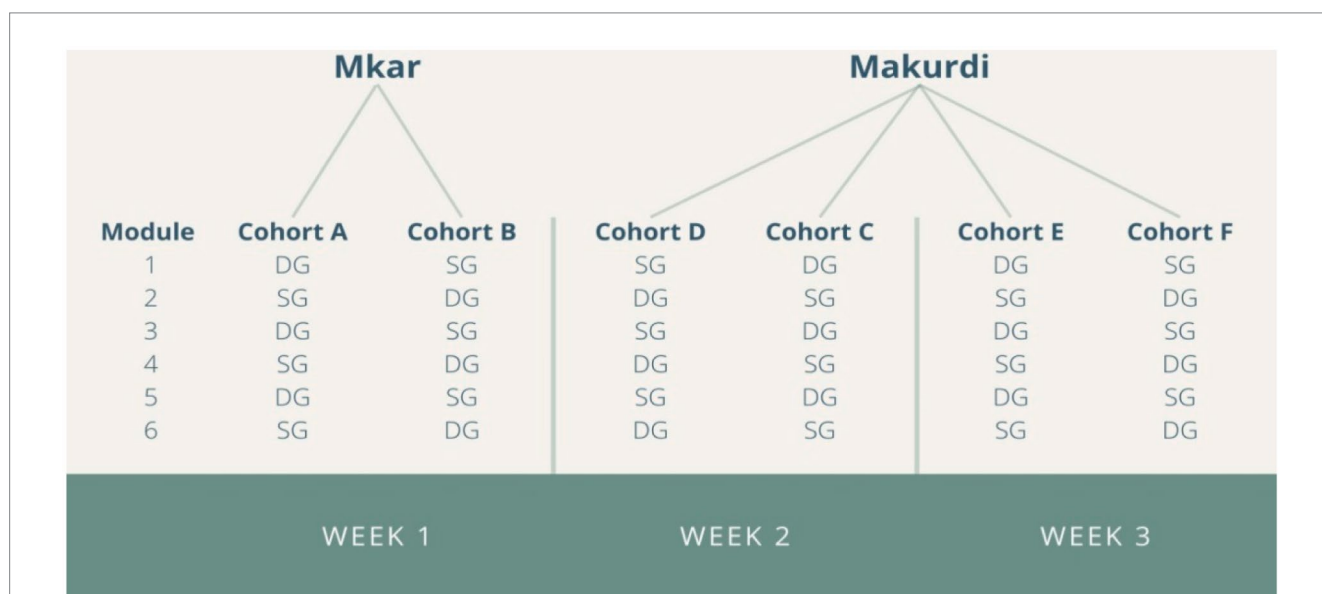 Mkar Makurdi
Module Cohort A Cohort B Cohort D Cohort C Cohort E Cohort F
1 DG SG SG DG DG SG
2 SG DG DG SG SG DG
3 DG SG SG DG DG SG
4 SG DG DG SG SG DG
5 DG SG SG DG DG SG
6 SG DG DG SG SG DG
WEEK 1 WEEK 2 WEEK 3